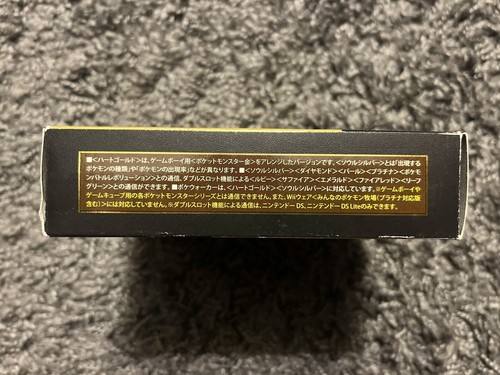 ■<ハートゴールド>は、ゲームボーイ用<ポケットモンスター金>をアレンジしたバージョンです。<ソウルシルバー>とは「出現する
ポケモンの種類」や「ポケモンの出現率」などが異なります。■<ソウルシルバー><ダイヤモンド><パール><プラチナ><ポケモ
ンバトルレボリューション>との通信、ダブルスロット機能による<ルビー><サファイア><エメラルド><ファイアレッド><リーフ
グリーン>との通信ができます。■ポケウォーカーは、<ハートゴールド><ソウルシルバー>に対応しています。※ゲームボーイや
ゲームキューブ用の各ポケットモンスターシリーズとは通信できません。また、Wiiウェア<みんなのポケモン牧場(プラチナ対応版
含む)>には対応していません。※ダブルスロット機能による通信は、ニンテンドーDS、ニンテンドーDS Liteのみできます。